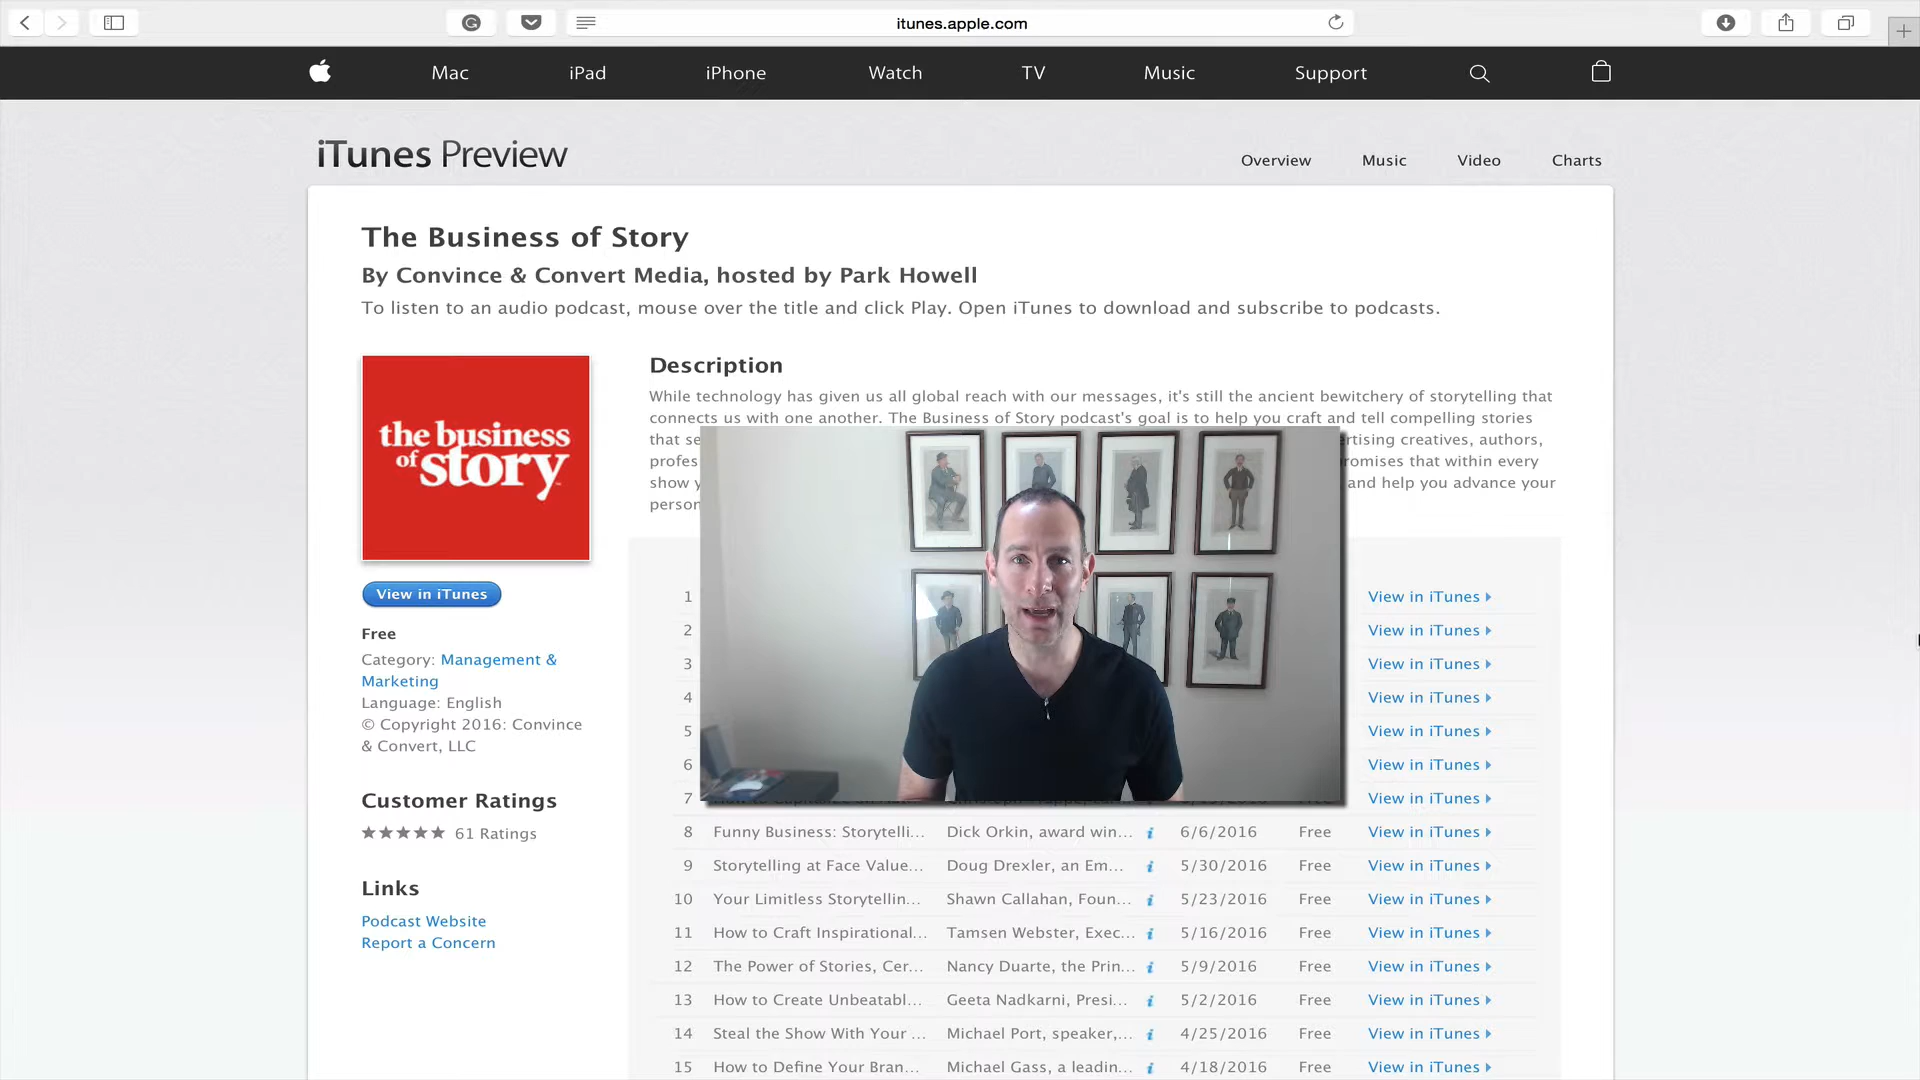 itunes.apple.com
Mac iPad iPhone Watch TV Music Support
iTunes Preview
Overview Music Video Charts
The Business of Story
By Convince & Convert Media, hosted by Park Howell
To listen to an audio podcast, mouse over the title and click Play. Open iTunes to download and subscribe to podcasts.
the business
of story
View in iTunes
Free
Category: Management &
Marketing
Language: English
© Copyright 2016: Convince
& Convert, LLC
Customer Ratings
★★★★★ 61 Ratings
Links
Podcast Website
Report a Concern
Description
While technology has given us all global reach with our messages, it's still the ancient bewitchery of storytelling that
connects us with one another. The Business of Story podcast's goal is to help you craft and tell compelling stories
that creatives, authors,
that within every
show and help you advance your
1 View in iTunes
2 View in iTunes
3 View in iTunes
4 View in iTunes
5 View in iTunes
6 View in iTunes
7 View in iTunes
8 Funny Business: Storytelli... Dick Orkin, award win... i 6/6/2016 Free View in iTunes
9 Storytelling at Face Value... Doug Drexler, an Em... i 5/30/2016 Free View in iTunes
10 Your Limitless Storytellin... Shawn Callahan, Foun... i 5/23/2016 Free View in iTunes
11 How to Craft Inspirational... Tamsen Webster, Exec... i 5/16/2016 Free View in iTunes
12 The Power of Stories, Cer... Nancy Duarte, the Prin... i 5/9/2016 Free View in iTunes
13 How to Create Unbeatabl... Geeta Nadkarni, Presi... i 5/2/2016 Free View in iTunes
14 Steal the Show With Your ... Michael Port, speaker,... i 4/25/2016 Free View in iTunes
15 How to Define Your Bran... Michael Gass, a leadin... i 4/18/2016 Free View in iTunes